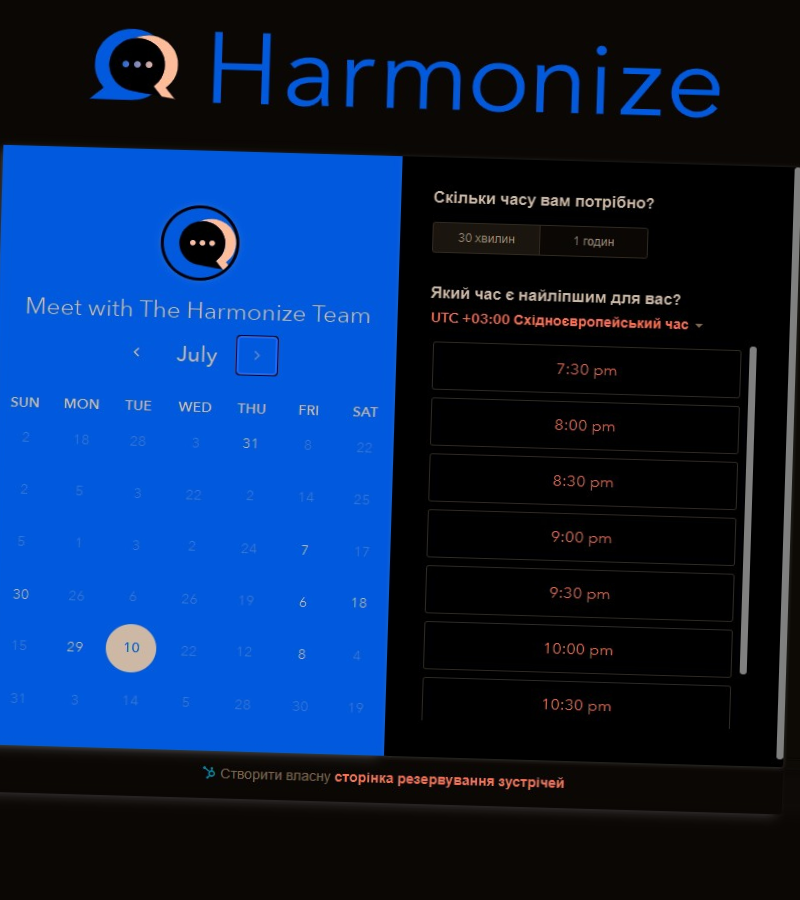 Harmonize
Meet with The Harmonize Team
July
SUN MON TUE WED THU FRI SAT
2 18 28 3 31 8 22
2 5 3 22 2 14 25
5 1 3 2 24 7 17
30 26 6 26 19 6 18
15 29 10 22 12 8 4
31 3 14 5 28 30 19
Скільки часу вам потрібно?
30 хвилин 1 годин
Який час є найліпшим для вас?
UTC +03:00 Східноєвропейський час
7:30 pm
8:00 pm
8:30 pm
9:00 pm
9:30 pm
10:00 pm
10:30 pm
Створити власну сторінка резервування зустрічей